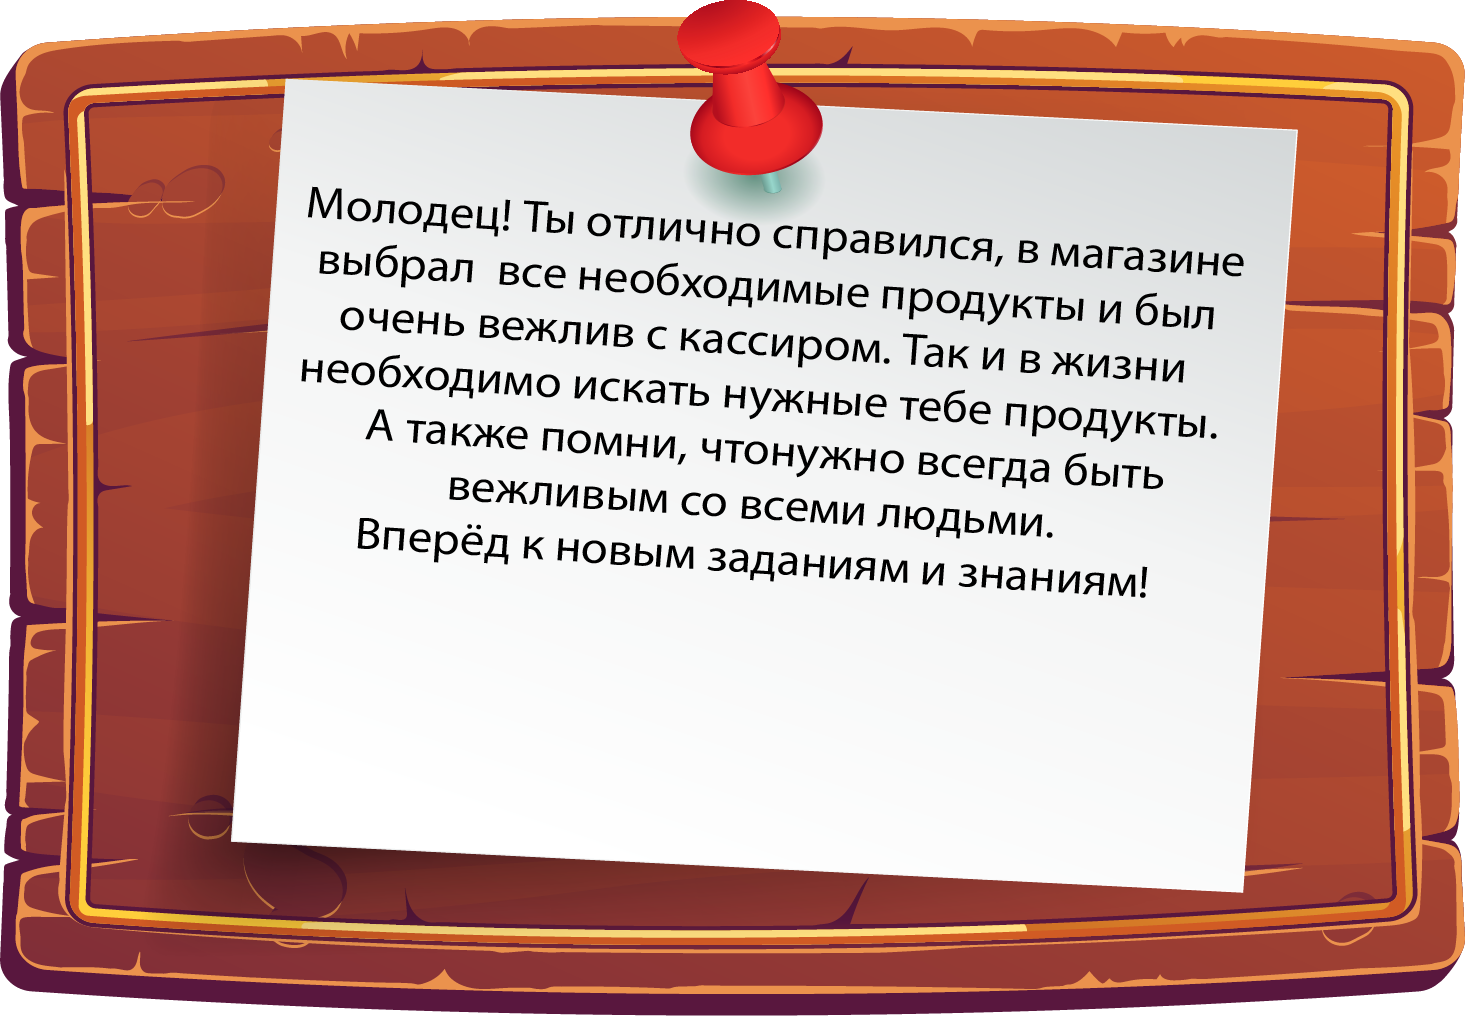 Молодец! Ты отлично справился, в магазине
выбрал  все необходимые продукты и был
очень вежлив с кассиром. Так и в жизни
необходимо искать нужные тебе продукты.
А также помни, чтонужно всегда быть
вежливым со всеми людьми.
Вперёд к новым заданиям и знаниям!